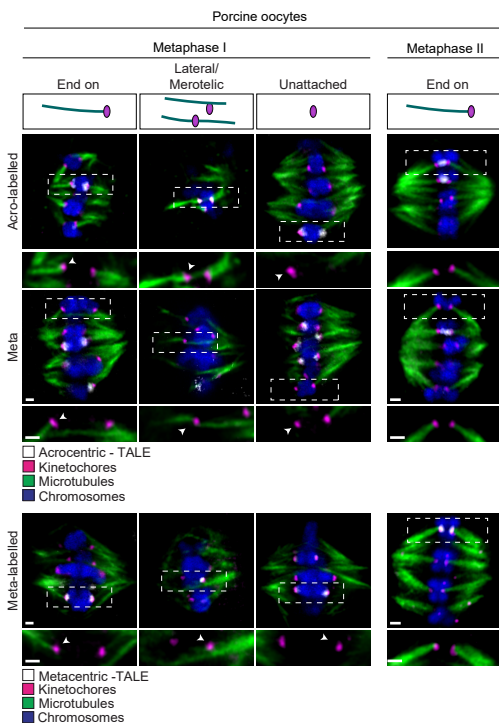 Porcine oocytes
Metaphase I
Metaphase II
End on
Lateral/
Merotelic
Unattached
End on
Acro-labelled
Meta
Acrocentric - TALE
Kinetochores
Microtubules
Chromosomes
Meta-labelled
Metacentric -TALE
Kinetochores
Microtubules
Chromosomes